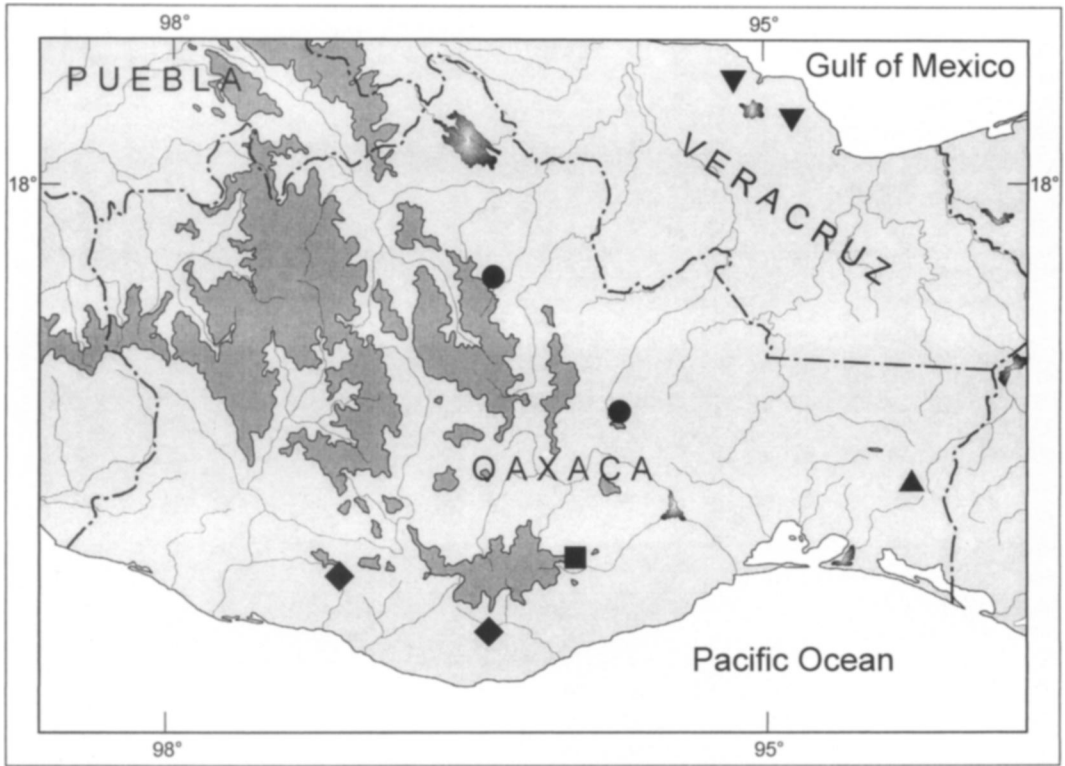 98° 95°
PUEBLA
Gulf of Mexico
VERACRUZ
18° 18°
OAXACA
Pacific Ocean
98° 95°